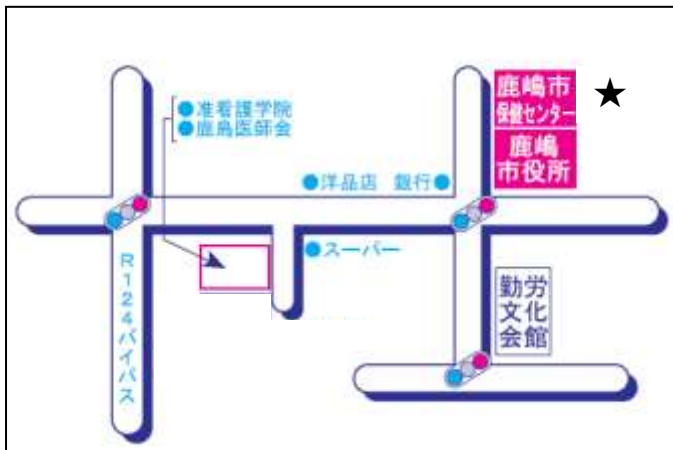 鹿嶋市
保健センター
★
●准看護学院
●鹿島医師会
鹿嶋
市役所
●洋品店 銀行●
●スーパー
R124バイパス
勤労
文化
会館